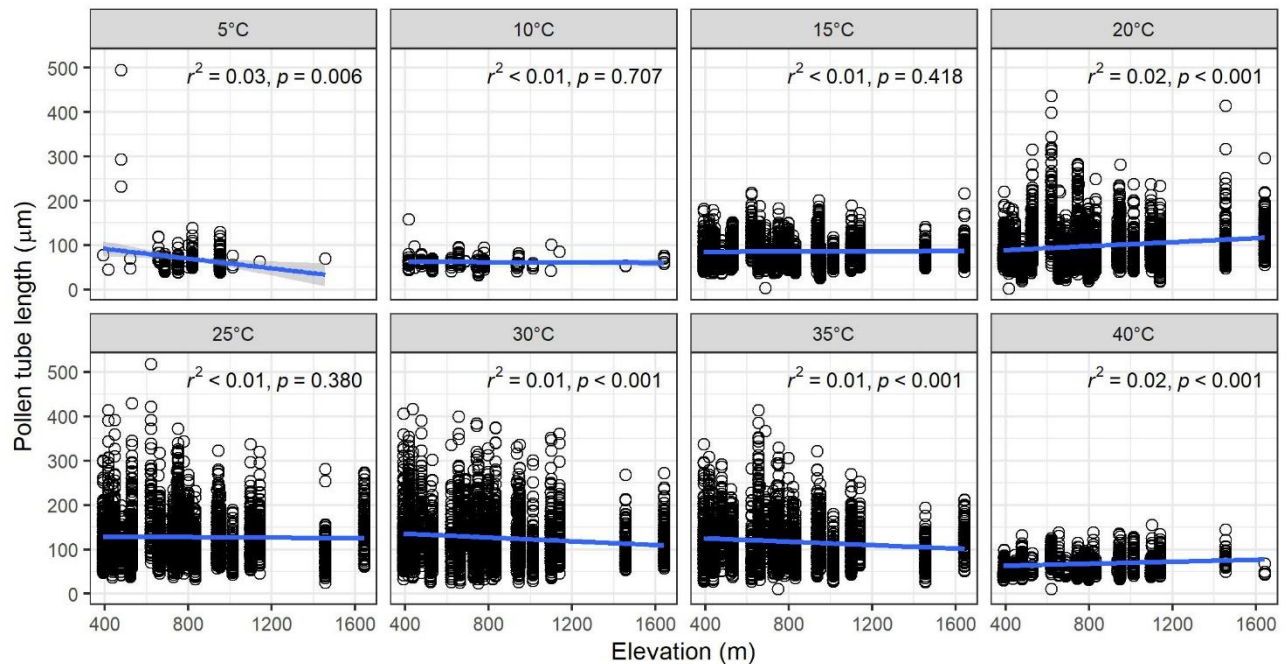 5°C 10°C 15°C 20°C
r² = 0.03, p = 0.006 r² < 0.01, p = 0.707 r² < 0.01, p = 0.418 r² = 0.02, p < 0.001
500
400
300
200
100
0
25°C 30°C 35°C 40°C
r² < 0.01, p = 0.380 r² = 0.01, p < 0.001 r² = 0.01, p < 0.001 r² = 0.02, p < 0.001
500
400
300
200
100
0
Pollen tube length (µm)
400 800 1200 1600 400 800 1200 1600 400 800 1200 1600 400 800 1200 1600
Elevation (m)